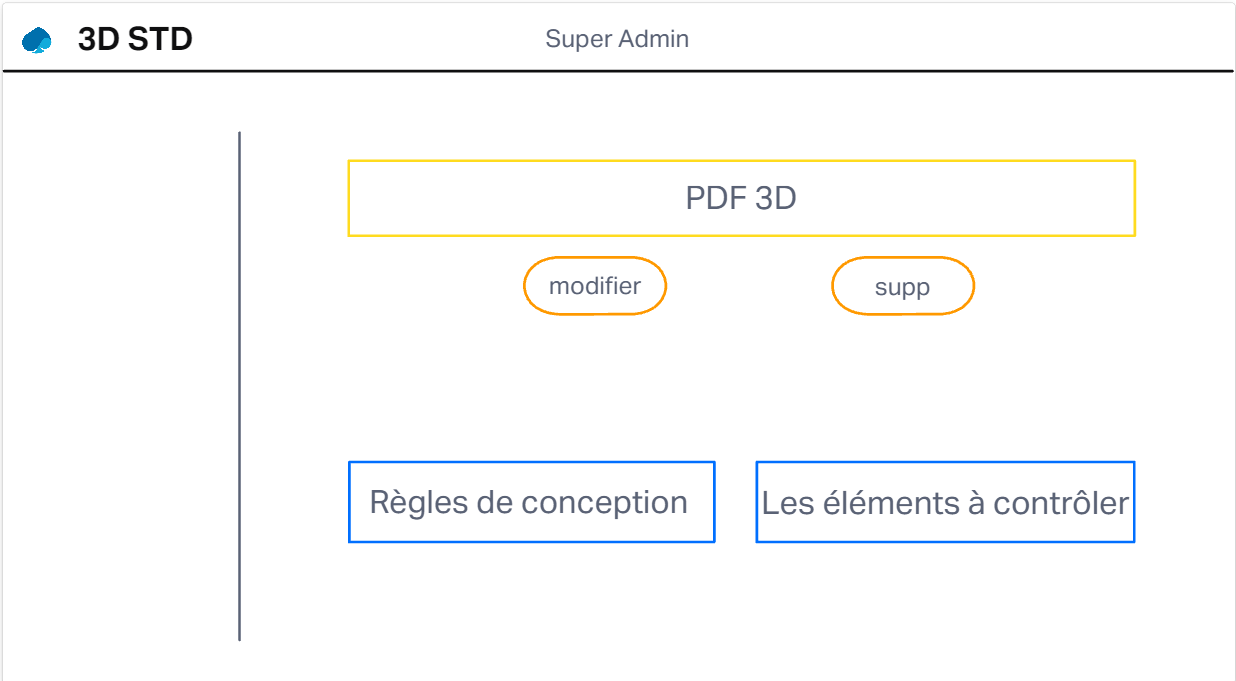 3D STD
Super Admin
PDF 3D
modifier
supp
Règles de conception
Les éléments à contrôler